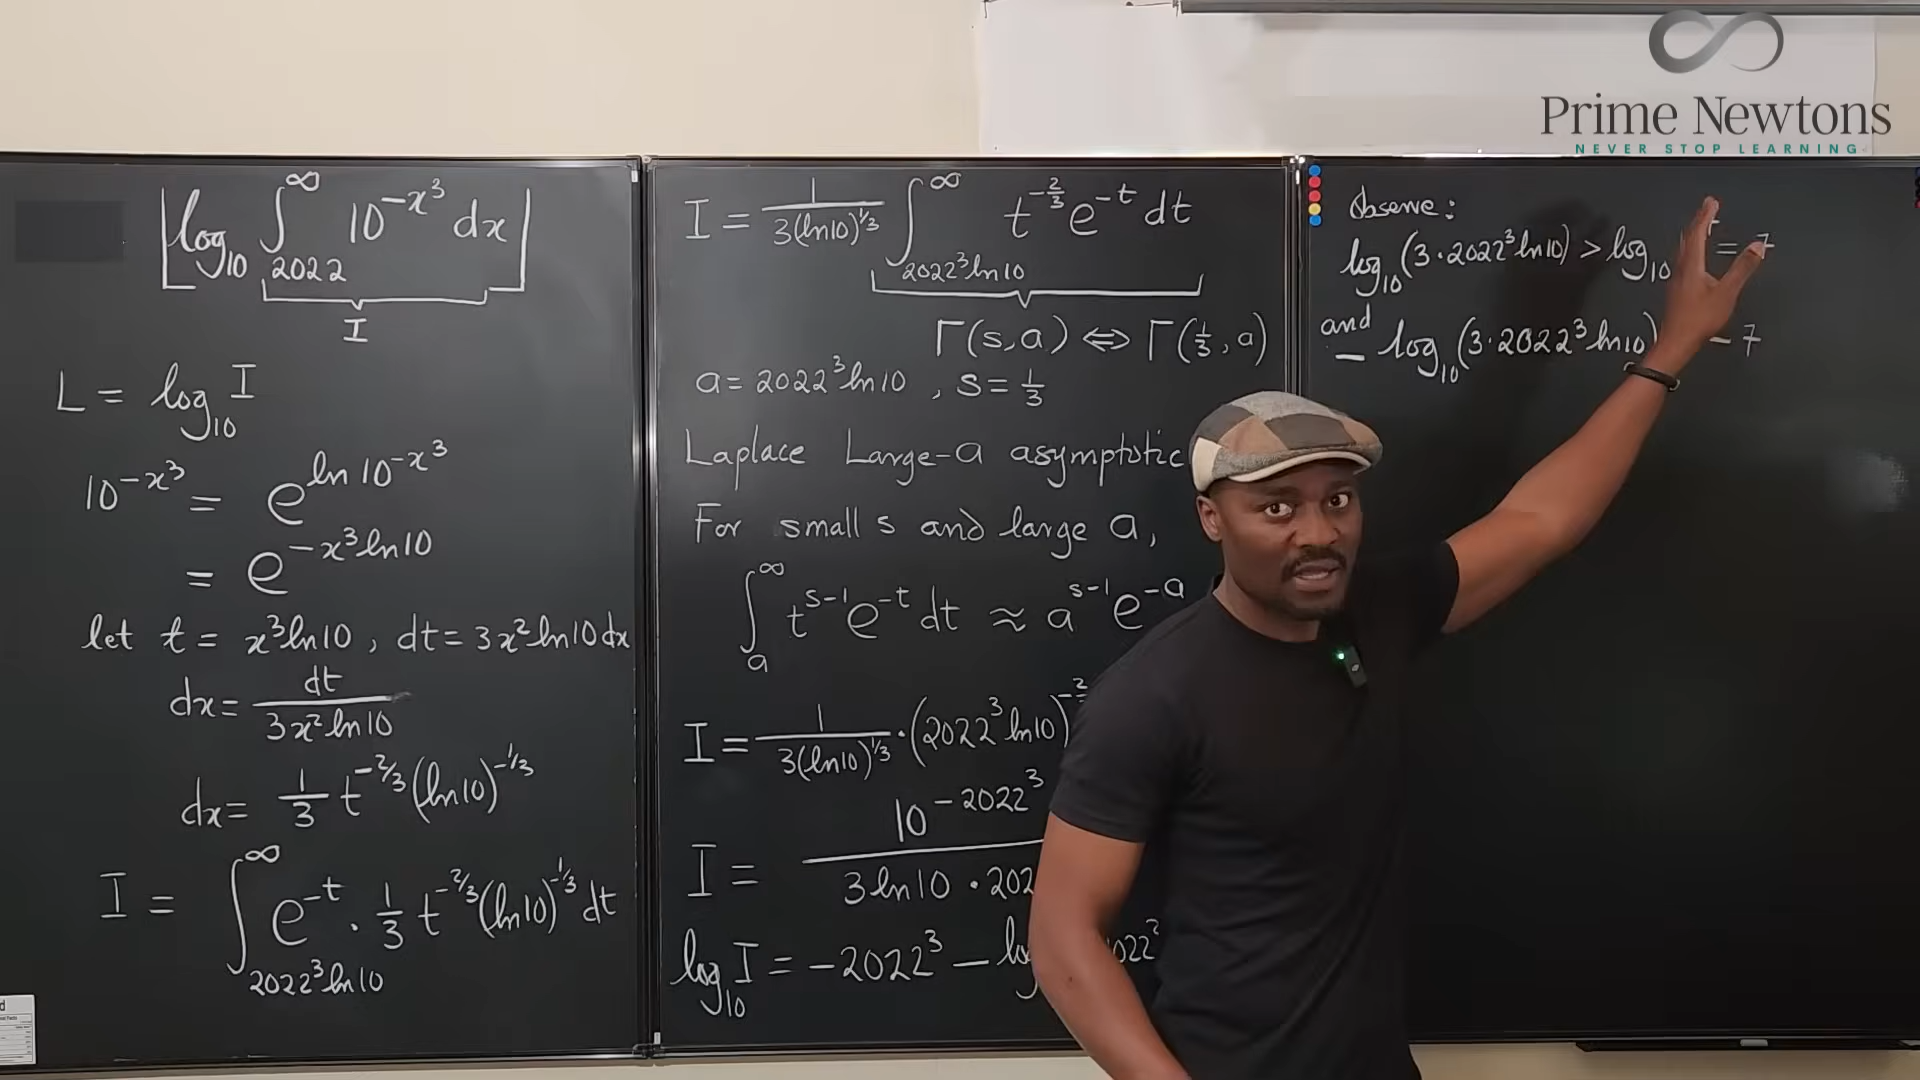 Prime Newtons
NEVER STOP LEARNING
⌊log₁₀ ∫₂₀₂₂^∞ 10^(-x³) dx⌋
I
L = log₁₀ I
10^(-x³) = e^(ln 10^(-x³))
= e^(-x³ ln10)
let t = x³ln10, dt = 3x²ln10 dx
dx = dt / (3x²ln10)
dx = 1/3 t^(-2/3) (ln10)^(-1/3)
I = ∫_(2022³ln10)^∞ e^(-t) · 1/3 t^(-2/3) (ln10)^(-1/3) dt
I = 1/(3(ln10)^(1/3)) ∫_(2022³ln10)^∞ t^(-2/3) e^(-t) dt
Γ(s, a) ⇔ Γ(1/3, a)
a = 2022³ln10, s = 1/3
Laplace Large-a asymptotic
For small s and large a,
∫_a^∞ t^(s-1) e^(-t) dt ≈ a^(s-1) e^(-a)
I = 1/(3(ln10)^(1/3)) · (2022³ln10)
10^(-2022³)
I = 3ln10 ·
log₁₀ I = -2022³ -
Observe:
log₁₀(3·2022³ln10) > log₁₀ = 7
and
- log₁₀(3·2022³ln10) - 7